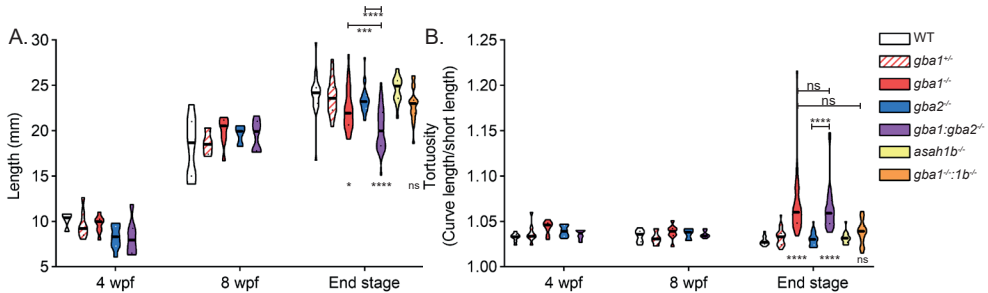 A.
Length (mm)
30
25
20
15
10
5
4 wpf
8 wpf
End stage
****
***
*
****
ns
B.
Tortuosity
(Curve length/short length)
1.25
1.20
1.15
1.10
1.05
1.00
4 wpf
8 wpf
End stage
ns
ns
****
****
****
ns
WT
gba1+/-
gba1-/-
gba2-/-
gba1:gba2-/-
asah1b-/-
gba1-/-:1b-/-